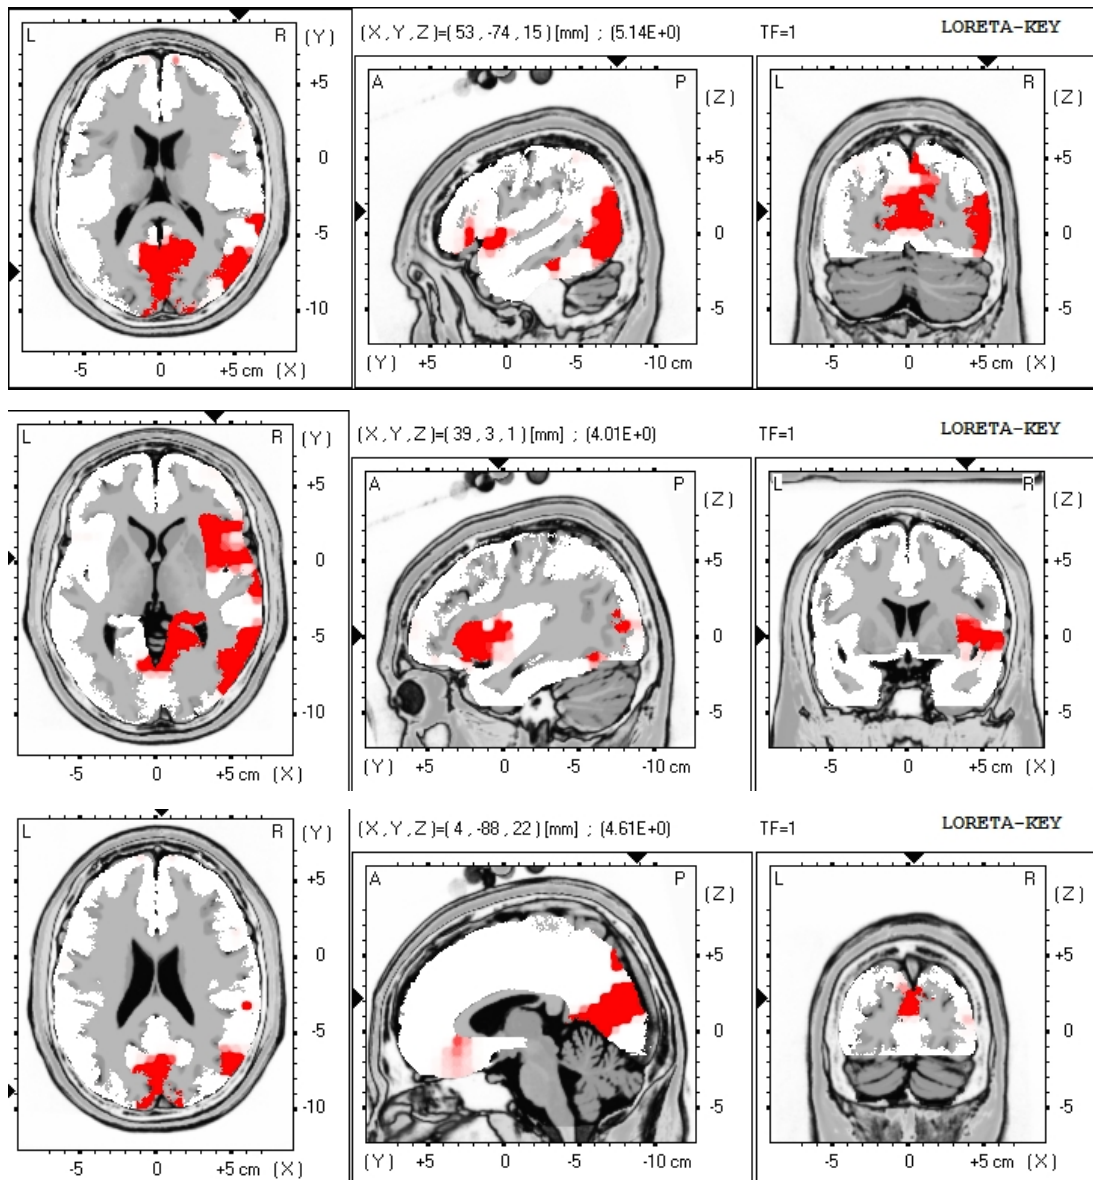 L R (Y)
+5
0
-5
-10
-5 0 +5 cm (X)
(X,Y,Z)=(53,-74,15)[mm] ; (5.14E+0) TF=1 LORETA-KEY
A P (Z)
+5
0
-5
(Y) +5 0 -5 -10 cm
L R (Z)
+5
0
-5
-5 0 +5 cm (X)
L R (Y)
+5
0
-5
-10
-5 0 +5 cm (X)
(X,Y,Z)=(39,3,1)[mm] ; (4.01E+0) TF=1 LORETA-KEY
A P (Z)
+5
0
-5
(Y) +5 0 -5 -10 cm
L R (Z)
+5
0
-5
-5 0 +5 cm (X)
L R (Y)
+5
0
-5
-10
-5 0 +5 cm (X)
(X,Y,Z)=(4,-88,22)[mm] ; (4.61E+0) TF=1 LORETA-KEY
A P (Z)
+5
0
-5
(Y) +5 0 -5 -10 cm
L R (Z)
+5
0
-5
-5 0 +5 cm (X)